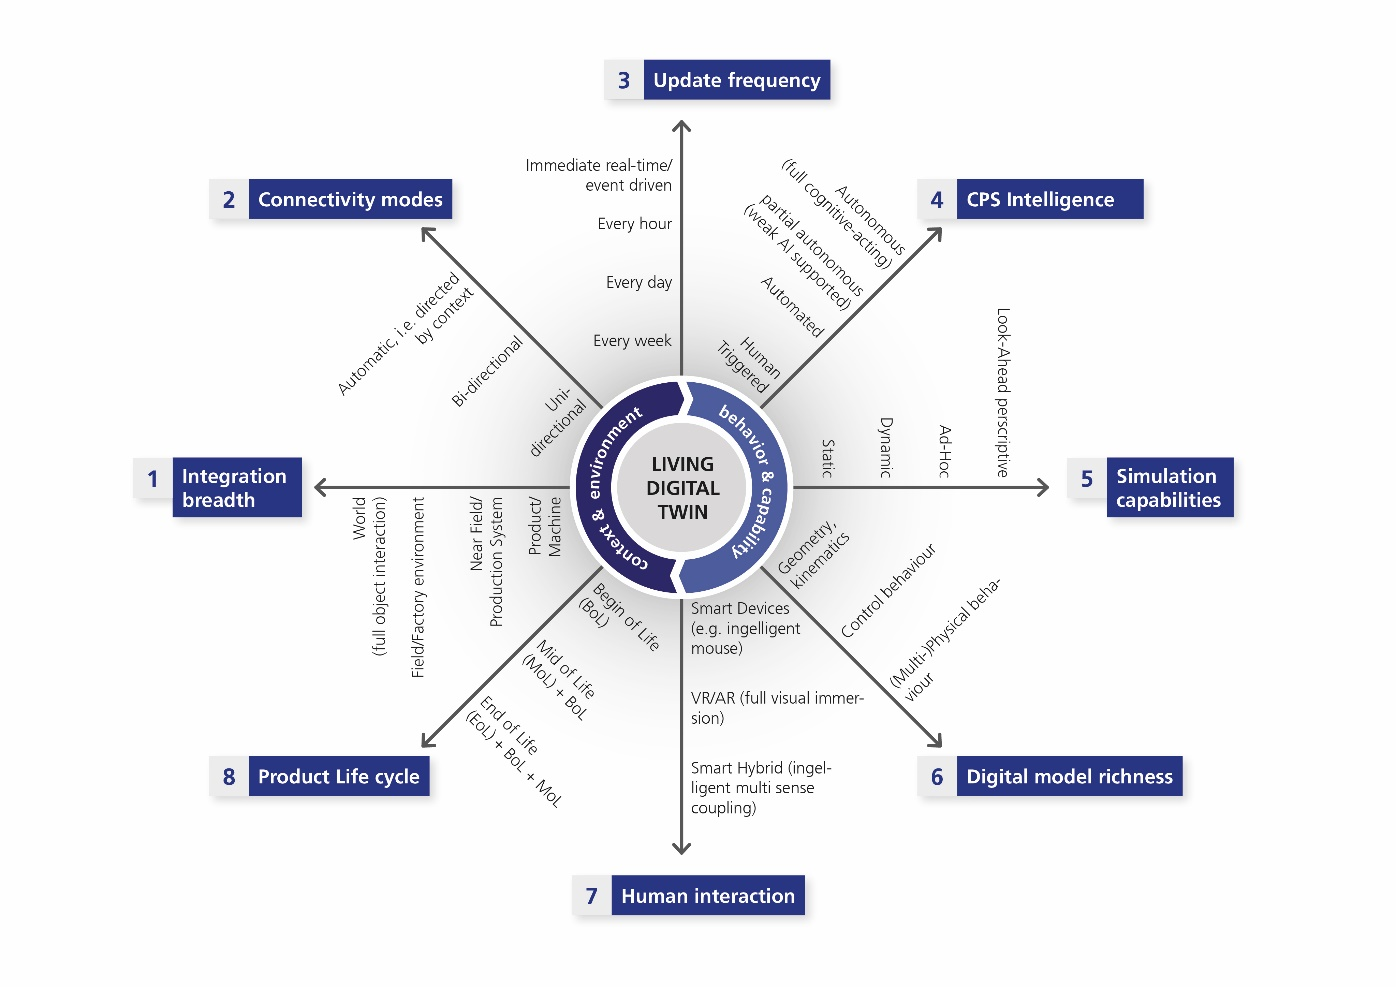 3 Update frequency
Immediate real-time/
event driven
Every hour
Every day
Every week
2 Connectivity modes
Automatic, i.e. directed
by context
Bi-directional
Uni-
directional
4 CPS Intelligence
Autonomous
(full cognitive-acting)
partial autonomous
(weak AI supported)
Automated
Human
Triggered
1 Integration
breadth
World
(full object interaction)
Field/Factory environment
Near Field/
Production System
Product/
Machine
context & environment
behavior & capability
LIVING
DIGITAL
TWIN
5 Simulation
capabilities
Static
Dynamic
Ad-Hoc
Look-Ahead perscriptive
Geometry,
kinematics
Control behaviour
(Multi-)Physical beha-
viour
6 Digital model richness
Smart Devices
(e.g. ingelligent
mouse)
VR/AR (full visual immer-
sion)
Smart Hybrid (ingel-
ligent multi sense
coupling)
7 Human interaction
Begin of Life
(BoL)
Mid of Life
(MoL) + BoL
End of Life
(EoL) + BoL + MoL
8 Product Life cycle